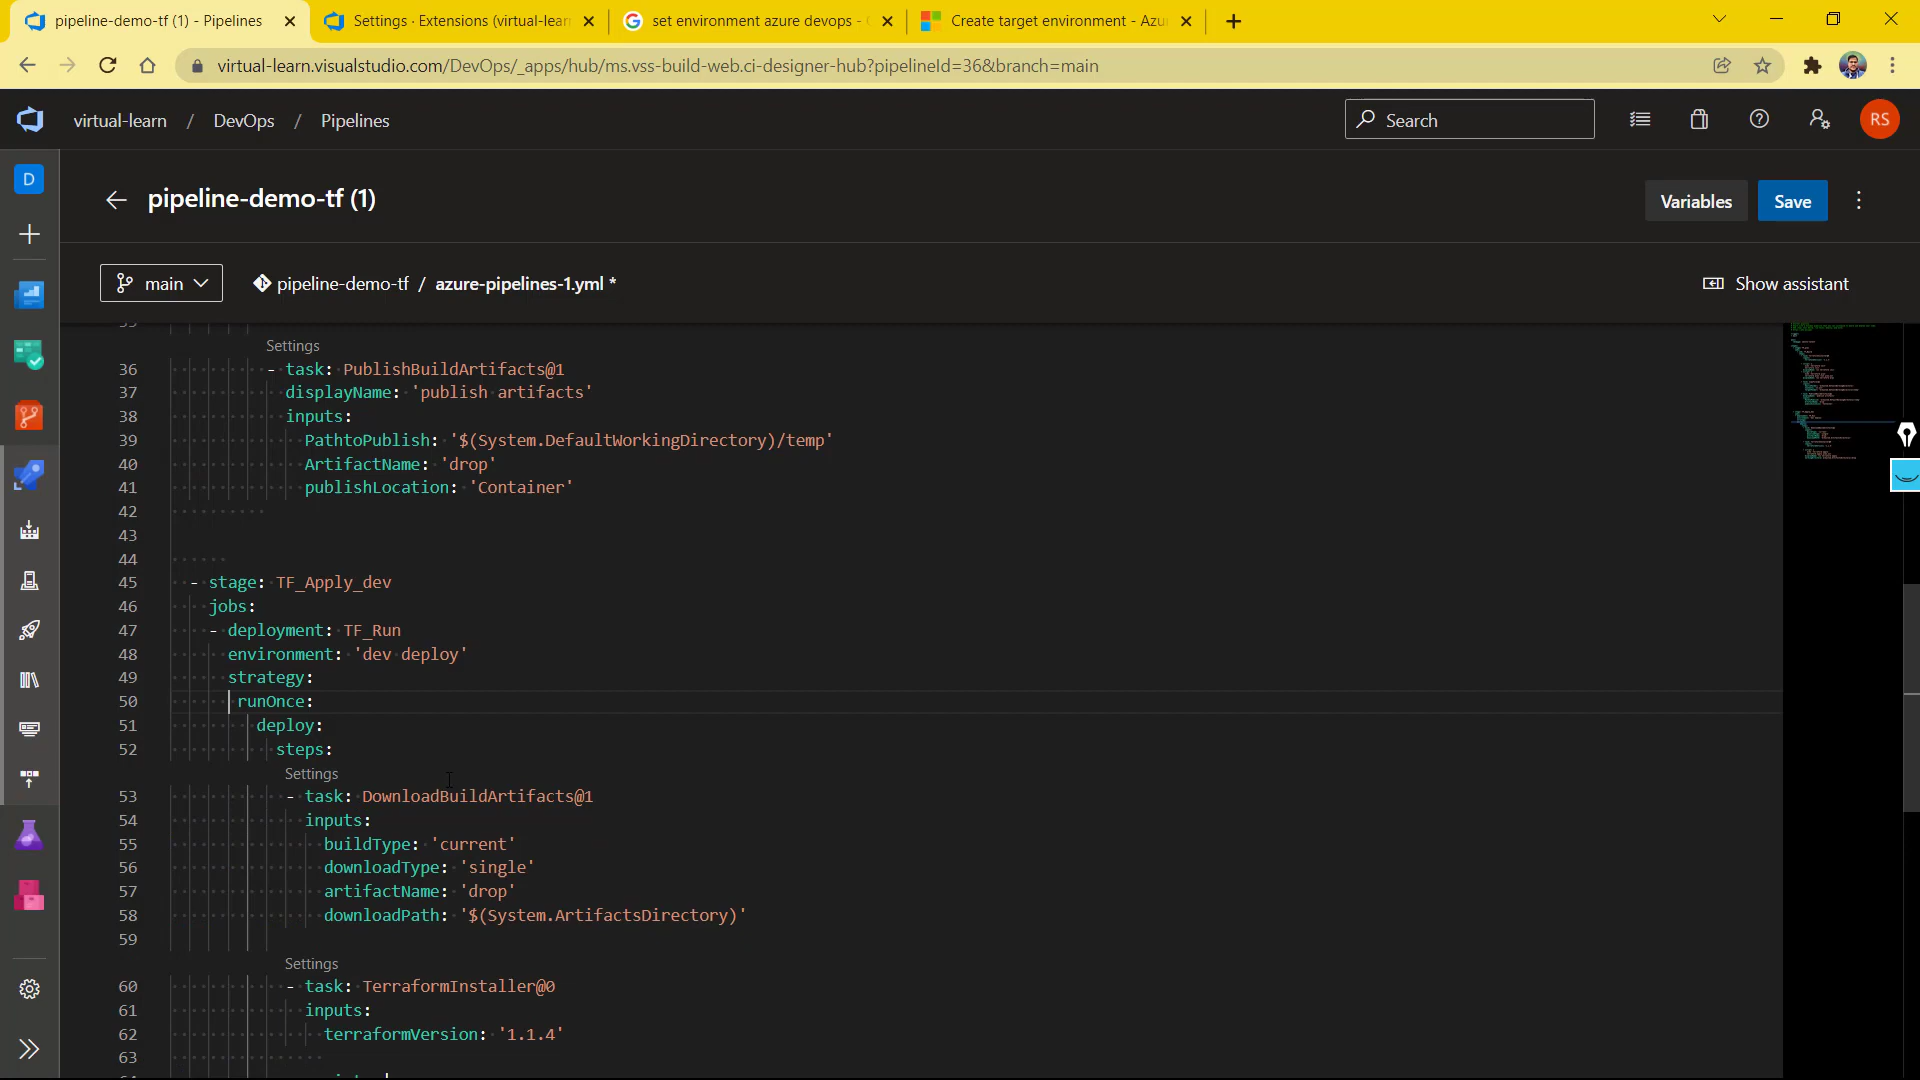 pipeline-demo-tf (1) - Pipelines
Settings · Extensions (virtual-lear
set environment azure devops -
Create target environment - Azu
virtual-learn.visualstudio.com/DevOps/_apps/hub/ms.vss-build-web.ci-designer-hub?pipelineId=36&branch=main
virtual-learn / DevOps / Pipelines
Search
RS
D
pipeline-demo-tf (1)
Variables
Save
main
pipeline-demo-tf / azure-pipelines-1.yml *
Show assistant
35
Settings
36 - task: PublishBuildArtifacts@1
37 displayName: 'publish artifacts'
38 inputs:
39 PathtoPublish: '$(System.DefaultWorkingDirectory)/temp'
40 ArtifactName: 'drop'
41 publishLocation: 'Container'
42
43
44
45 - stage: TF_Apply_dev
46 jobs:
47 - deployment: TF_Run
48 environment: 'dev deploy'
49 strategy:
50 runOnce:
51 deploy:
52 steps:
Settings
53 - task: DownloadBuildArtifacts@1
54 inputs:
55 buildType: 'current'
56 downloadType: 'single'
57 artifactName: 'drop'
58 downloadPath: '$(System.ArtifactsDirectory)'
59
Settings
60 - task: TerraformInstaller@0
61 inputs:
62 terraformVersion: '1.1.4'
63